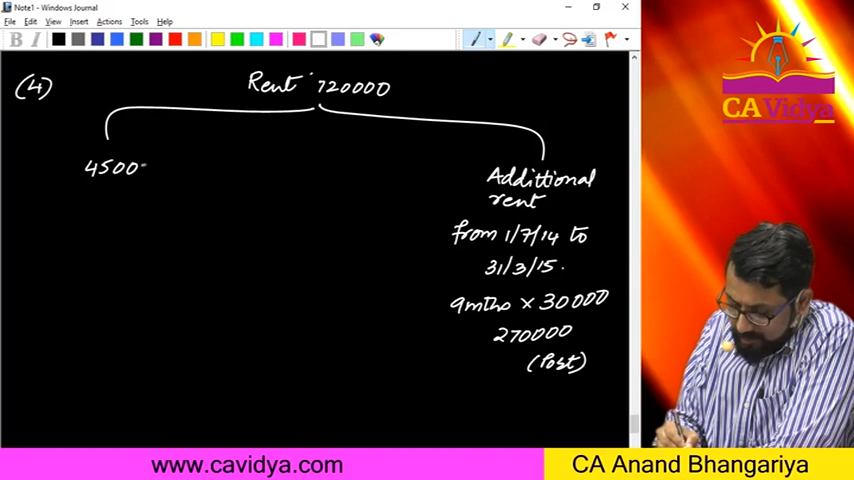 Note1 - Windows Journal
File Edit View Insert Actions Tools Help
(4) Rent 720000
4500
Addittional
rent
from 1/7/14 to
31/3/15.
9mths × 30000
270000
(Post)
CA Vidya
www.cavidya.com
CA Anand Bhangariya